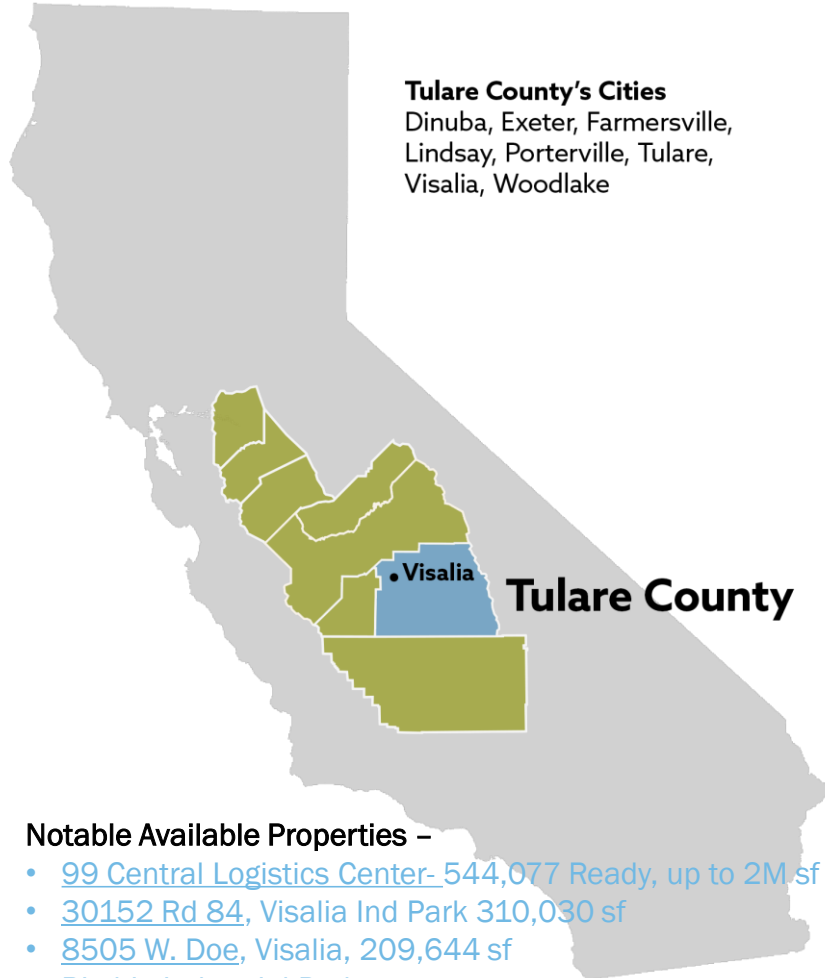 Tulare County's Cities
Dinuba, Exeter, Farmersville,
Lindsay, Porterville, Tulare,
Visalia, Woodlake
Visalia
Tulare County
Notable Available Properties –
• 99 Central Logistics Center- 544,077 Ready, up to 2M sf
• 30152 Rd 84, Visalia Ind Park 310,030 sf
• 8505 W. Doe, Visalia, 209,644 sf